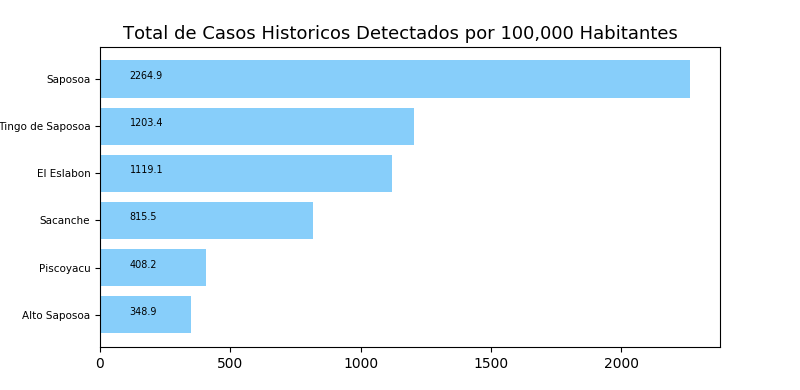 Total de Casos Historicos Detectados por 100,000 Habitantes
Saposoa 2264.9
Tingo de Saposoa 1203.4
El Eslabon 1119.1
Sacanche 815.5
Piscoyacu 408.2
Alto Saposoa 348.9
0 500 1000 1500 2000